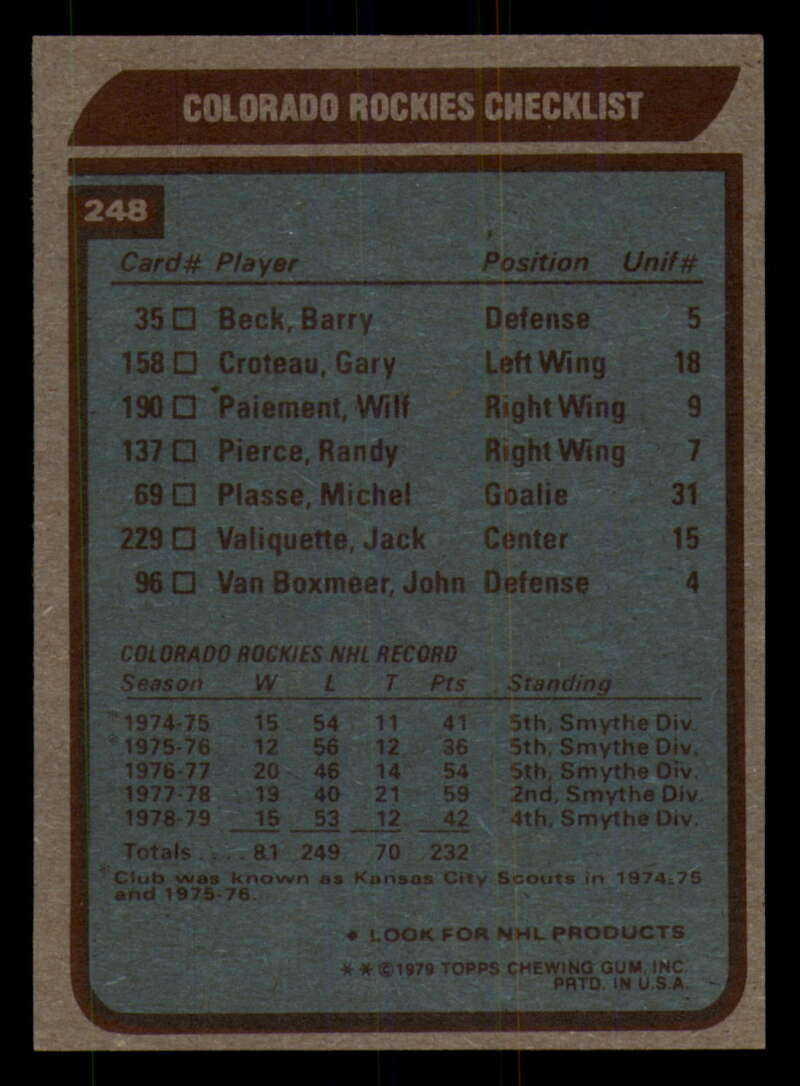 COLORADO ROCKIES CHECKLIST
248
Card# Player Position Unif#
35 □ Beck, Barry Defense 5
158 □ Croteau, Gary Left Wing 18
190 □ Paiement, Wilf Right Wing 9
137 □ Pierce, Randy Right Wing 7
69 □ Plasse, Michel Goalie 31
229 □ Valiquette, Jack Center 15
96 □ Van Boxmeer, John Defense 4
COLORADO ROCKIES NHL RECORD
Season W L T Pts Standing
*1974-75 15 54 11 41 5th, Smythe Div.
*1975-76 12 56 12 36 5th, Smythe Div.
1976-77 20 46 14 54 5th, Smythe Div.
1977-78 19 40 21 59 2nd, Smythe Div.
1978-79 15 53 12 42 4th, Smythe Div.
Totals .... 81 249 70 232
*Club was known as Kansas City Scouts in 1974-75
and 1975-76.
♦ LOOK FOR NHL PRODUCTS
* * © 1979 TOPPS CHEWING GUM, INC.
PRTD. IN U.S.A.